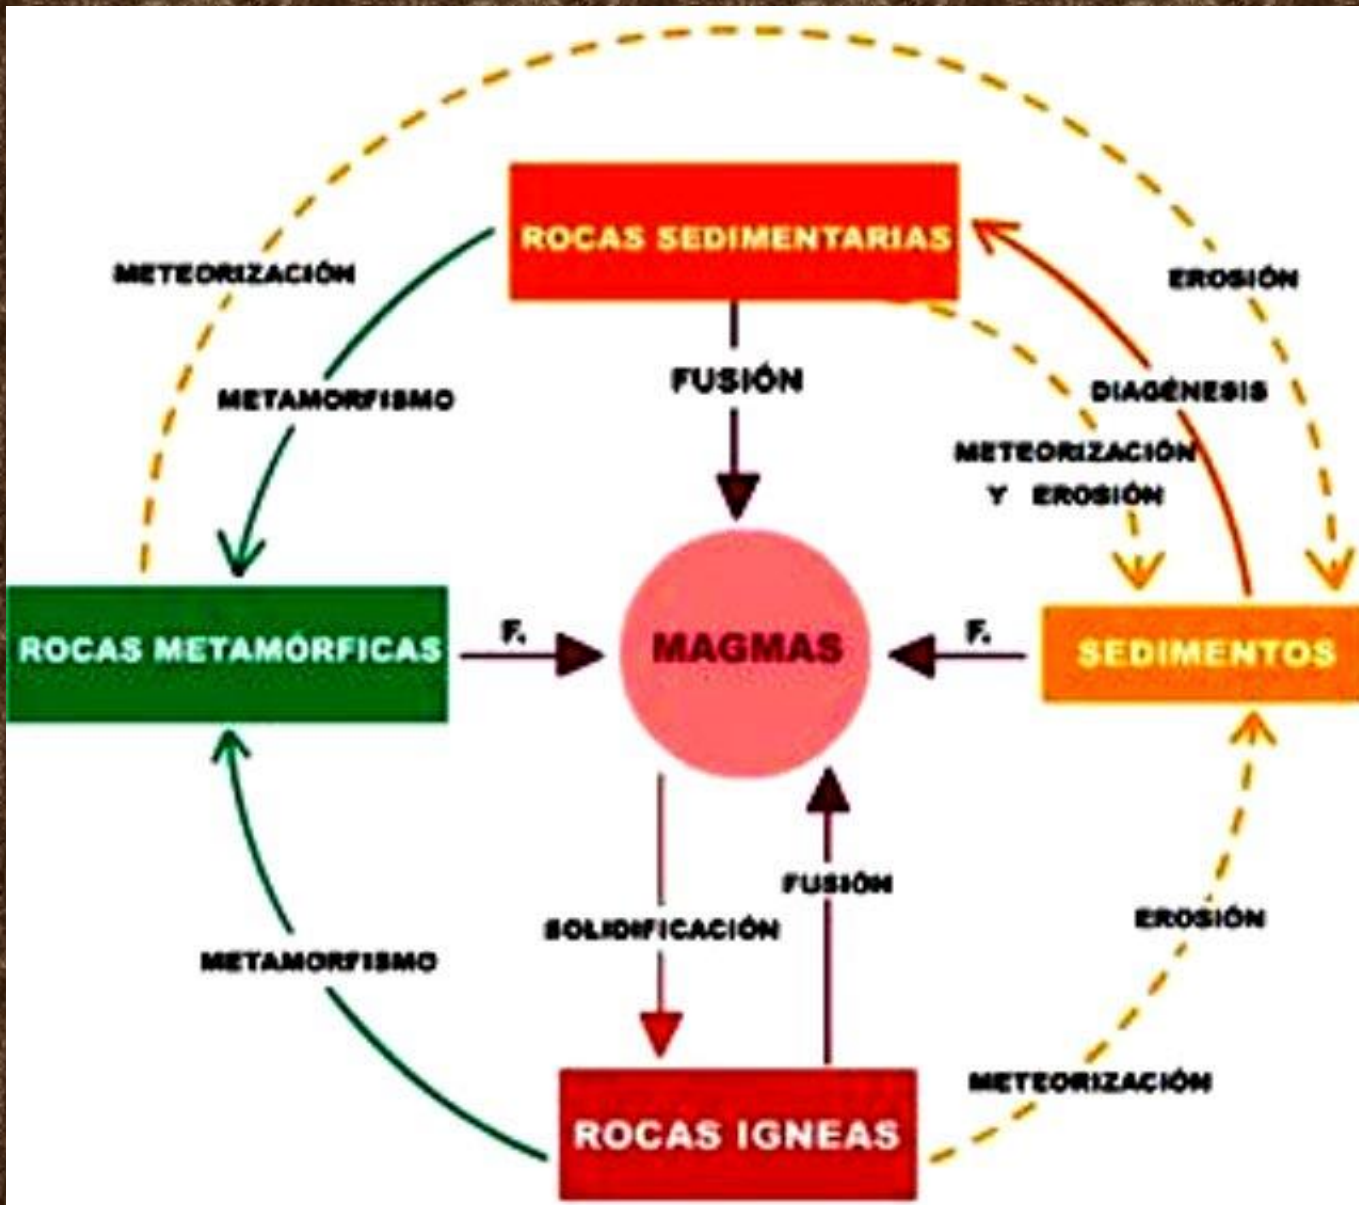 ROCAS SEDIMENTARIAS
METEORIZACIÓN
EROSIÓN
FUSIÓN
METAMORFISMO
DIAGÉNESIS
METEORIZACIÓN
Y EROSIÓN
ROCAS METAMÓRFICAS
F.
MAGMAS
F.
SEDIMENTOS
FUSIÓN
SOLIDIFICACIÓN
EROSIÓN
METAMORFISMO
METEORIZACIÓN
ROCAS IGNEAS